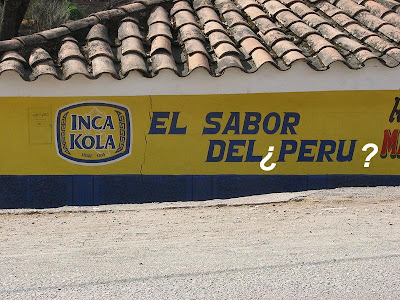 INCA
KOLA
EL SABOR
DEL ¿PERU ?